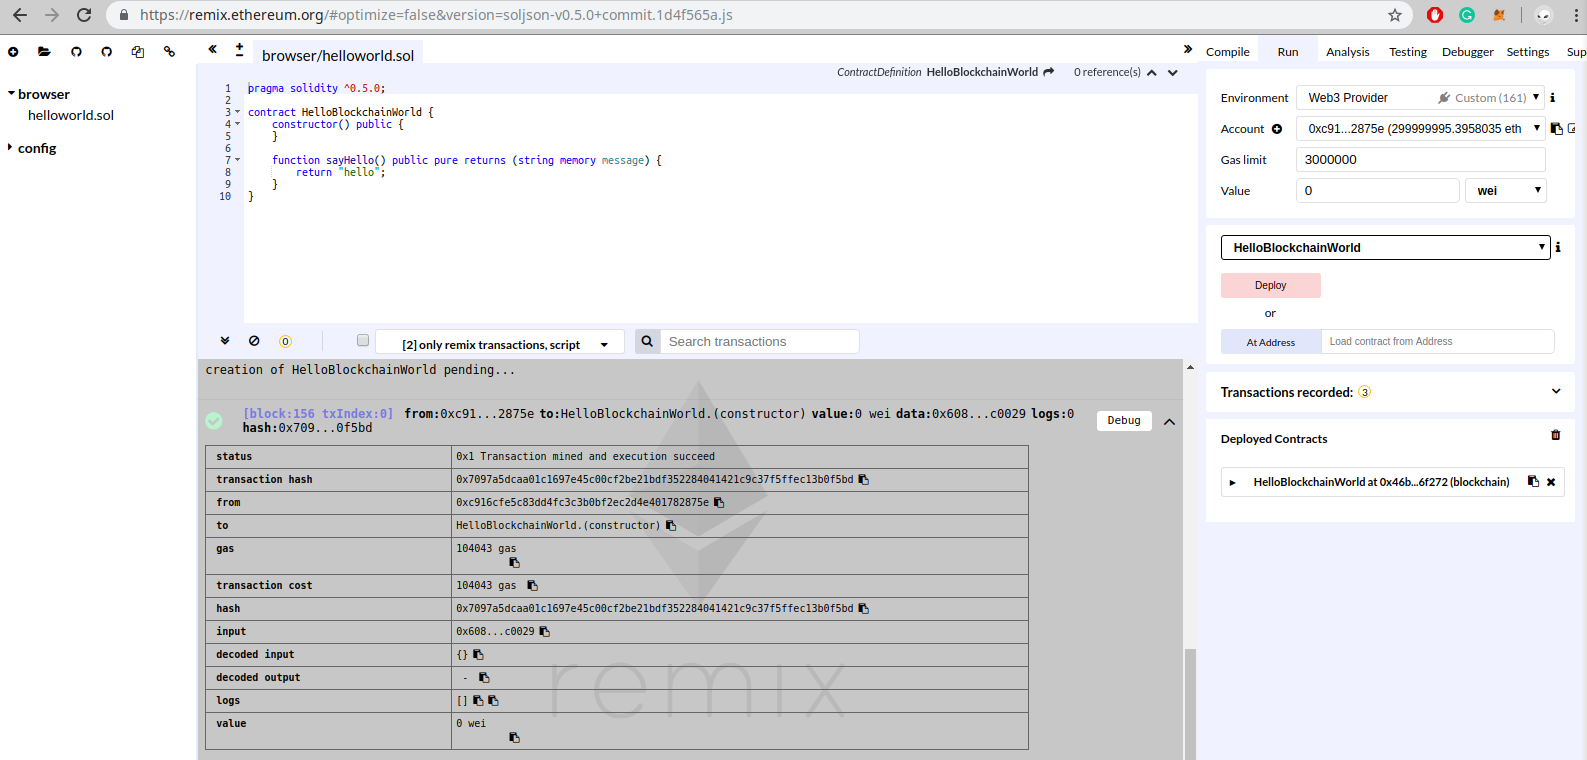 https://remix.ethereum.org/#optimize=false&version=soljson-v0.5.0+commit.1d4f565a.js
browser
helloworld.sol
config
browser/helloworld.sol
ContractDefinition HelloBlockchainWorld 0 reference(s)
1 pragma solidity ^0.5.0;
2
3 contract HelloBlockchainWorld {
4 constructor() public {
5 }
6
7 function sayHello() public pure returns (string memory message) {
8 return "hello";
9 }
10 }
0 [2] only remix transactions, script Search transactions
creation of HelloBlockchainWorld pending...
[block:156 txIndex:0] from:0xc91...2875e to:HelloBlockchainWorld.(constructor) value:0 wei data:0x608...c0029 logs:0
hash:0x709...0f5bd
Debug
status 0x1 Transaction mined and execution succeed
transaction hash 0x7097a5dcaa01c1697e45c00cf2be21bdf352284041421c9c37f5ffec13b0f5bd
from 0xc916cfe5c83dd4fc3c3b0bf2ec2d4e401782875e
to HelloBlockchainWorld.(constructor)
gas 104043 gas
transaction cost 104043 gas
hash 0x7097a5dcaa01c1697e45c00cf2be21bdf352284041421c9c37f5ffec13b0f5bd
input 0x608...c0029
decoded input {}
decoded output -
logs []
value 0 wei
remix
Compile Run Analysis Testing Debugger Settings Sup
Environment Web3 Provider Custom (161)
Account 0xc91...2875e (299999995.3958035 eth
Gas limit 3000000
Value 0 wei
HelloBlockchainWorld
Deploy
or
At Address Load contract from Address
Transactions recorded: 3
Deployed Contracts
HelloBlockchainWorld at 0x46b...6f272 (blockchain)